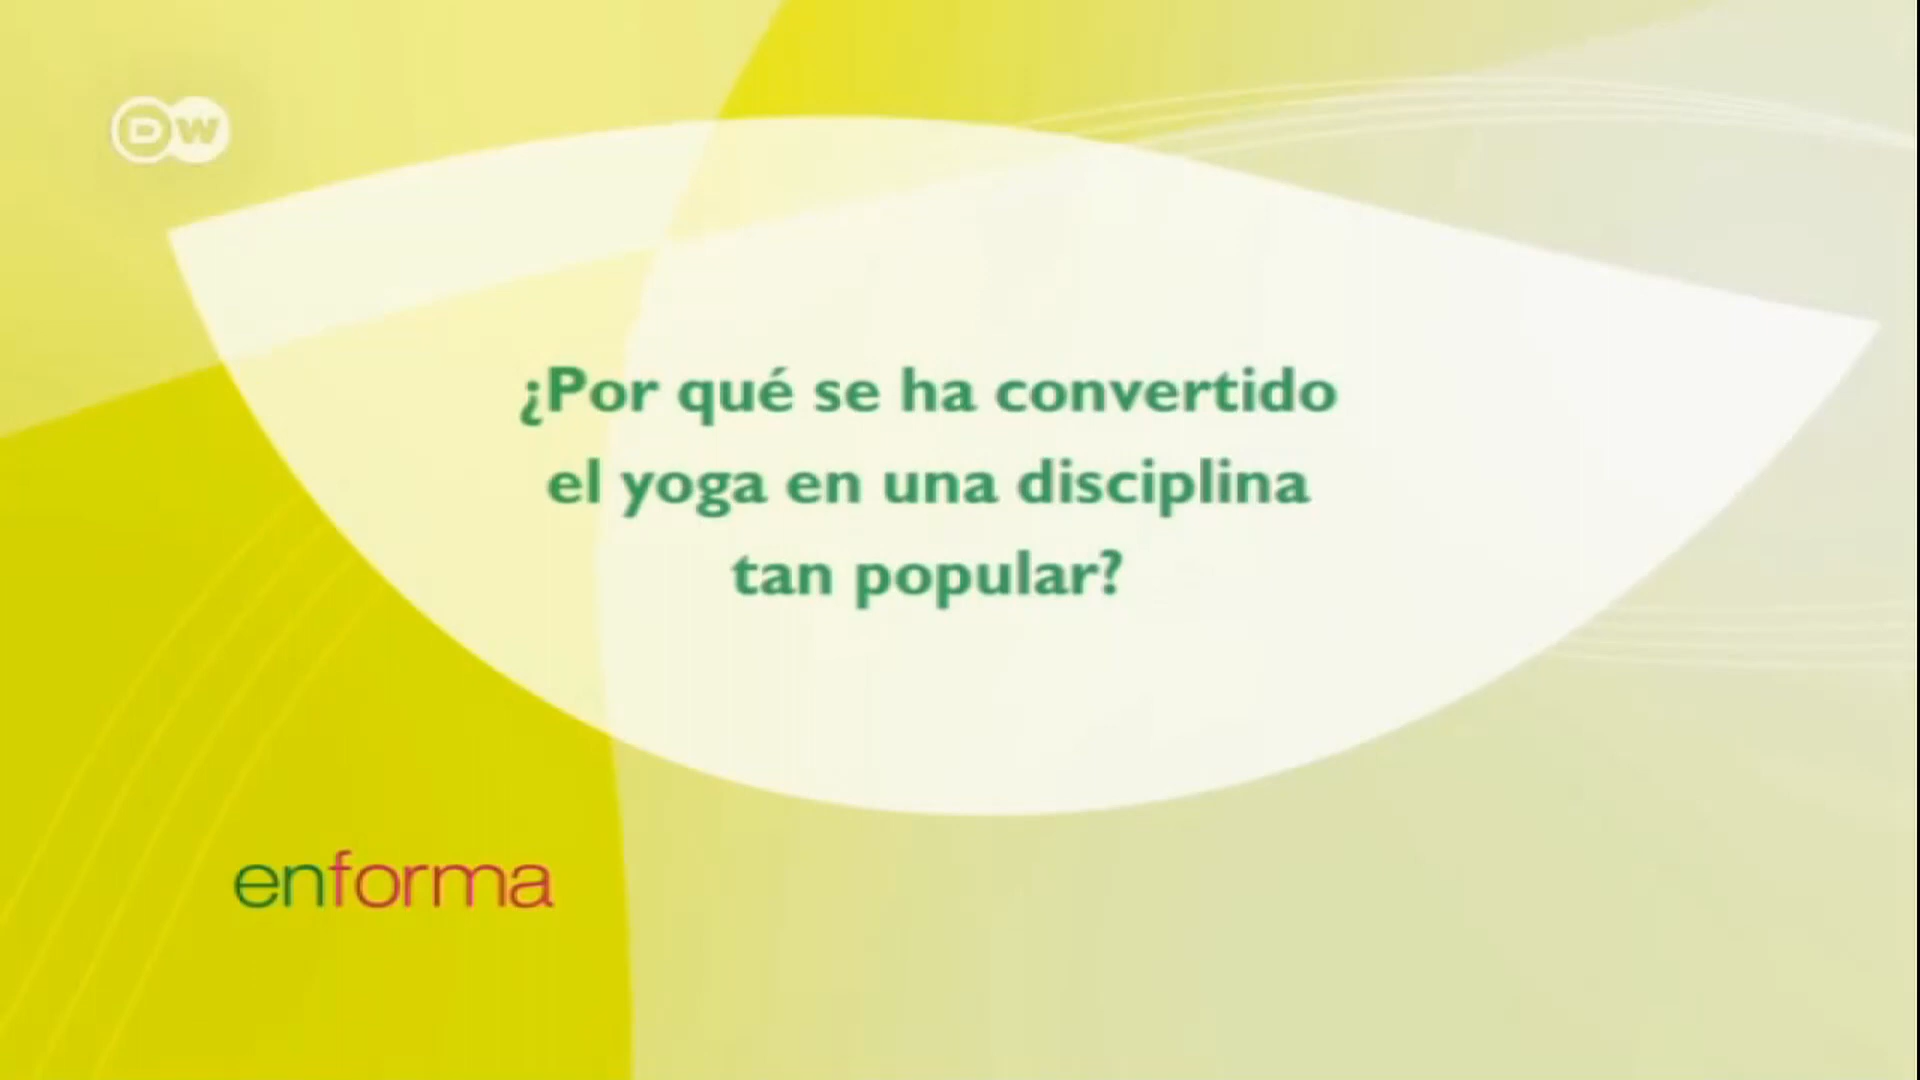 DW
¿Por qué se ha convertido
el yoga en una disciplina
tan popular?
enforma